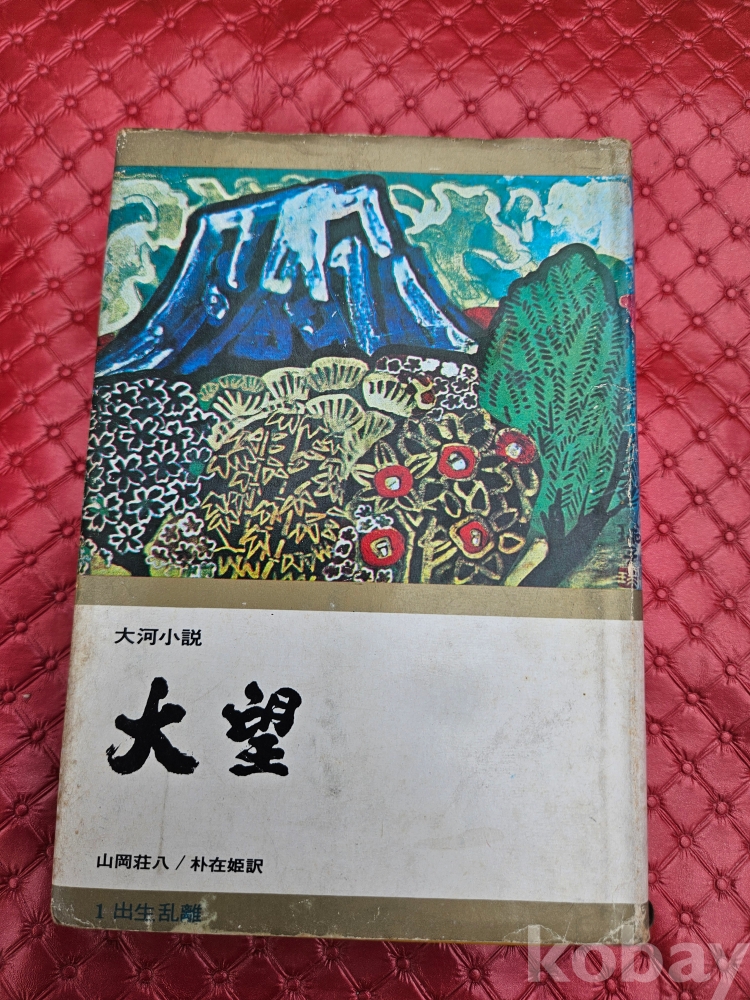 大河小説
大望
山岡荘八/朴在姫訳
1 出生乱離
kobay